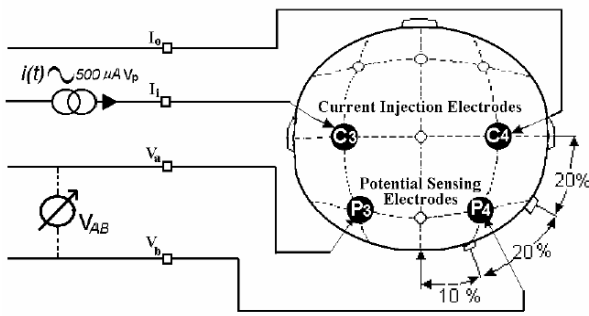 I₀
i(t) 500 μA Vp
Ii
Current Injection Electrodes
C3
C4
Va
Potential Sensing
Electrodes
20%
P3
P4
VAB
Vb
20%
10 %